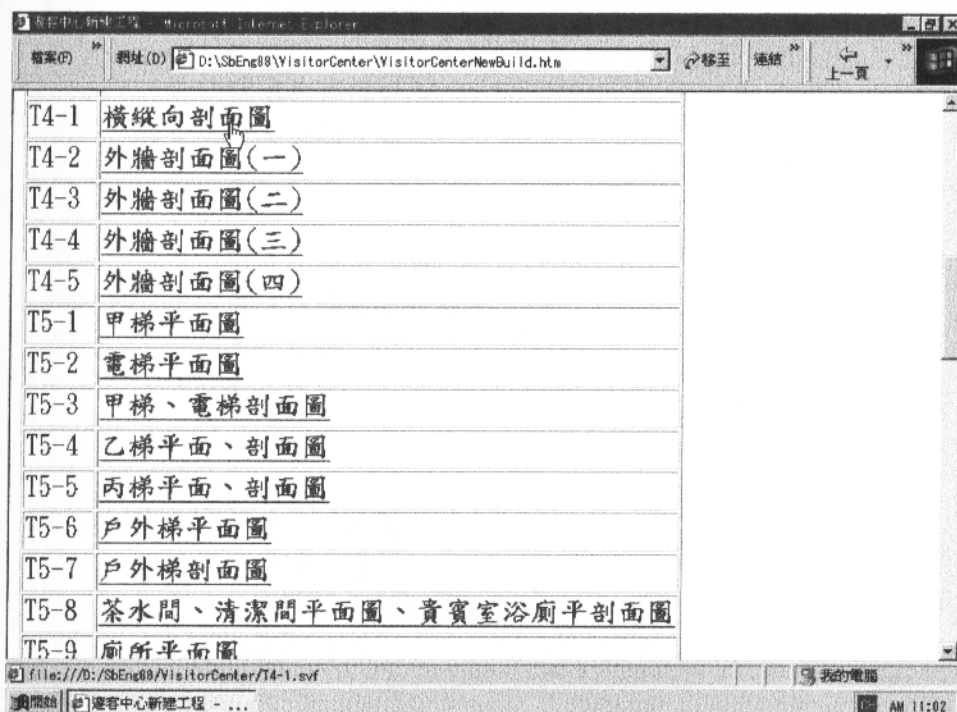 遊客中心新建工程 - Microsoft Internet Explorer
檔案(F) » 網址(D) D:\SbEng88\VisitorCenter\VisitorCenterNewBuild.htm 移至 連結 » 上一頁 »
T4-1 橫縱向剖面圖
T4-2 外牆剖面圖(一)
T4-3 外牆剖面圖(二)
T4-4 外牆剖面圖(三)
T4-5 外牆剖面圖(四)
T5-1 甲梯平面圖
T5-2 電梯平面圖
T5-3 甲梯、電梯剖面圖
T5-4 乙梯平面、剖面圖
T5-5 丙梯平面、剖面圖
T5-6 戶外梯平面圖
T5-7 戶外梯剖面圖
T5-8 茶水間、清潔間平面圖、貴賓室浴廁平剖面圖
T5-9 廁所平面圖
file:///D:/SbEng88/VisitorCenter/T4-1.svf 我的電腦
開始 遊客中心新建工程 - ... AM 11:02